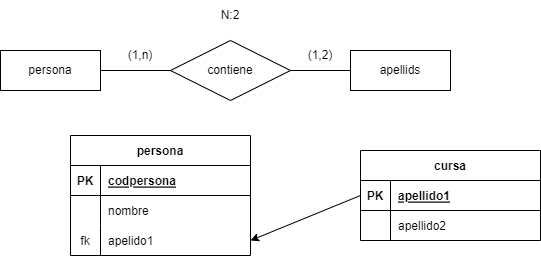 N:2
persona (1,n) contiene (1,2) apellids
persona
PK codpersona
nombre
fk apelido1
cursa
PK apellido1
apellido2